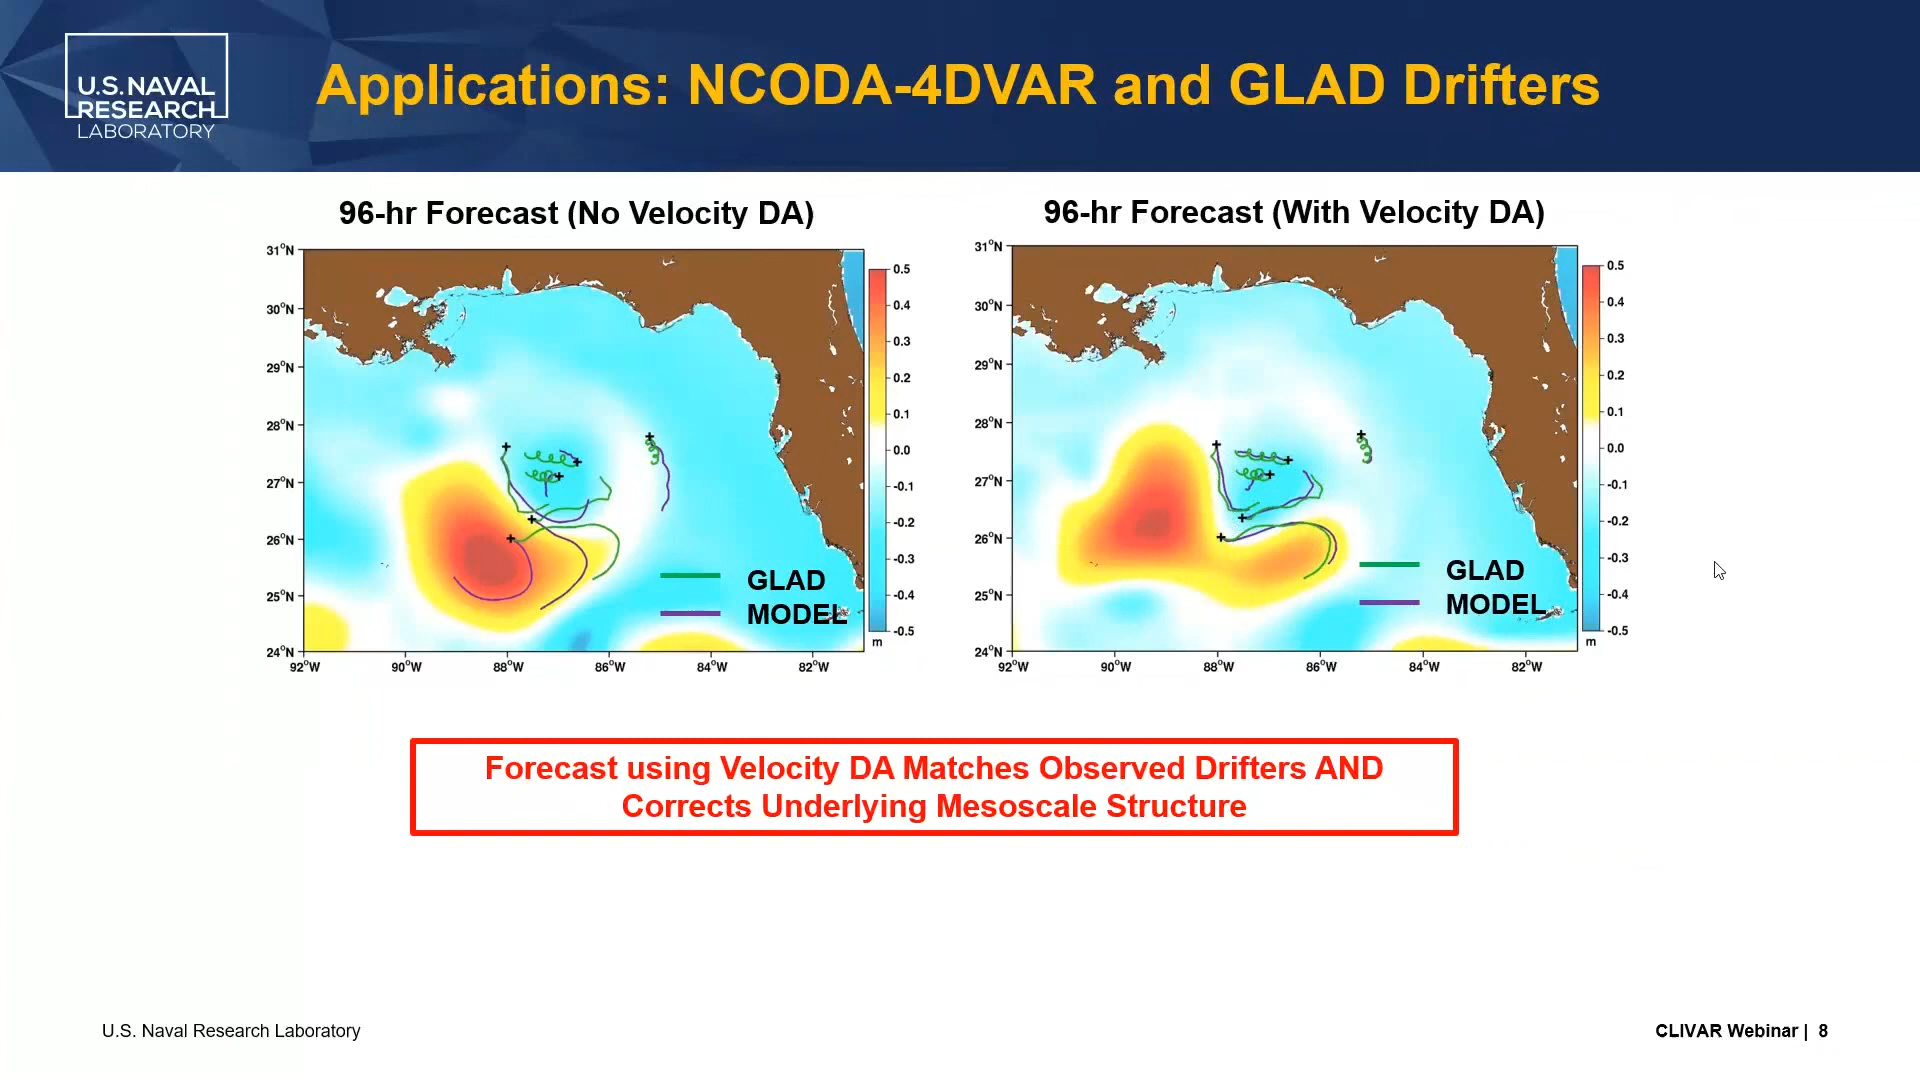 U.S. NAVAL
RESEARCH
LABORATORY
Applications: NCODA-4DVAR and GLAD Drifters
96-hr Forecast (No Velocity DA)
31°N
30°N
29°N
28°N
27°N
26°N
25°N
24°N
92°W 90°W 88°W 86°W 84°W 82°W
0.5
0.4
0.3
0.2
0.1
0.0
-0.1
-0.2
-0.3
-0.4
-0.5
m
GLAD
MODEL
96-hr Forecast (With Velocity DA)
31°N
30°N
29°N
28°N
27°N
26°N
25°N
24°N
92°W 90°W 88°W 86°W 84°W 82°W
0.5
0.4
0.3
0.2
0.1
0.0
-0.1
-0.2
-0.3
-0.4
-0.5
m
GLAD
MODEL
Forecast using Velocity DA Matches Observed Drifters AND
Corrects Underlying Mesoscale Structure
U.S. Naval Research Laboratory
CLIVAR Webinar | 8